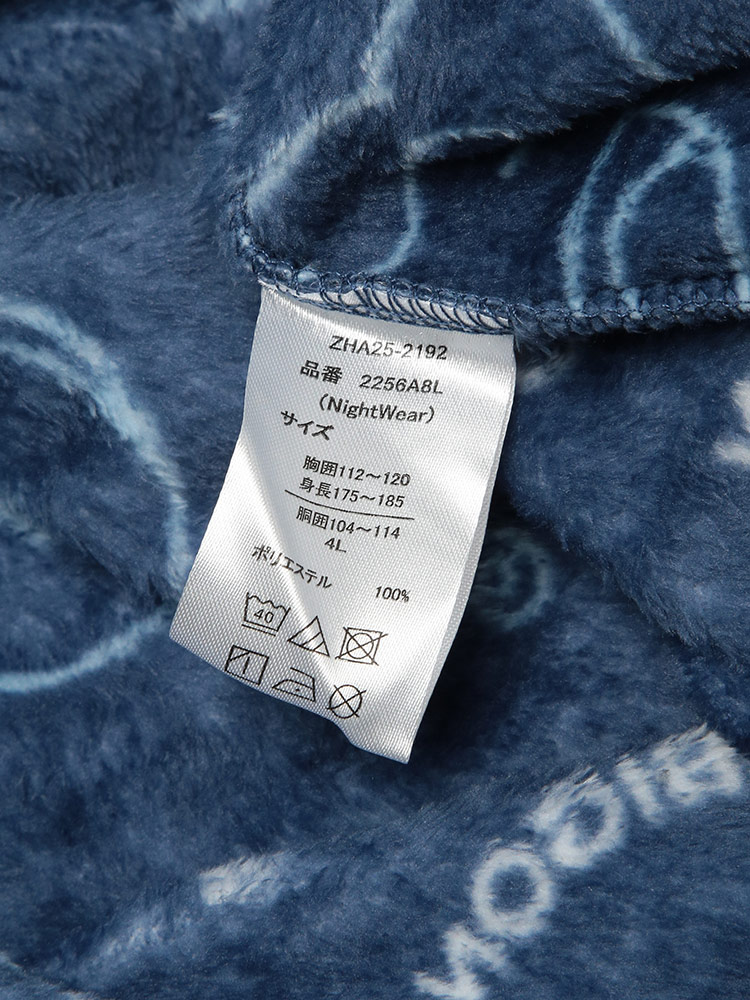 ZHA25-2192
品番 2256A8L
(NightWear)
サイズ
胸囲112～120
身長175～185
胴囲104～114
4L
ポリエステル 100%
40